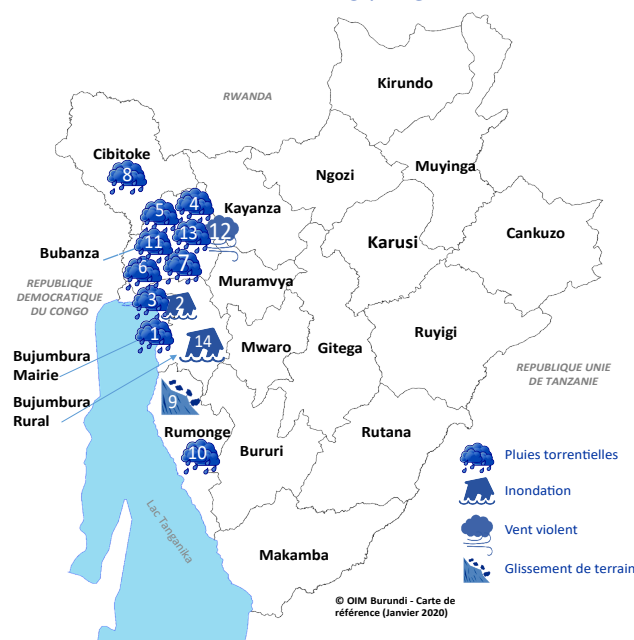 Kirundo
RWANDA
Cibitoke
Ngozi
Muyinga
8
4
5
Kayanza
12
13
Karusi
Cankuzo
11
Bubanza
7
6
Muramvya
REPUBLIQUE
DEMOCRATIQUE
DU CONGO
3
2
1
14
Mwaro
Gitega
Ruyigi
Bujumbura
Mairie
REPUBLIQUE UNIE
DE TANZANIE
Bujumbura
Rural
9
Rumonge
Rutana
10
Bururi
Pluies torrentielles
Inondation
Lac Tanganika
Vent violent
Makamba
Glissement de terrain
© OIM Burundi - Carte de
référence (Janvier 2020)